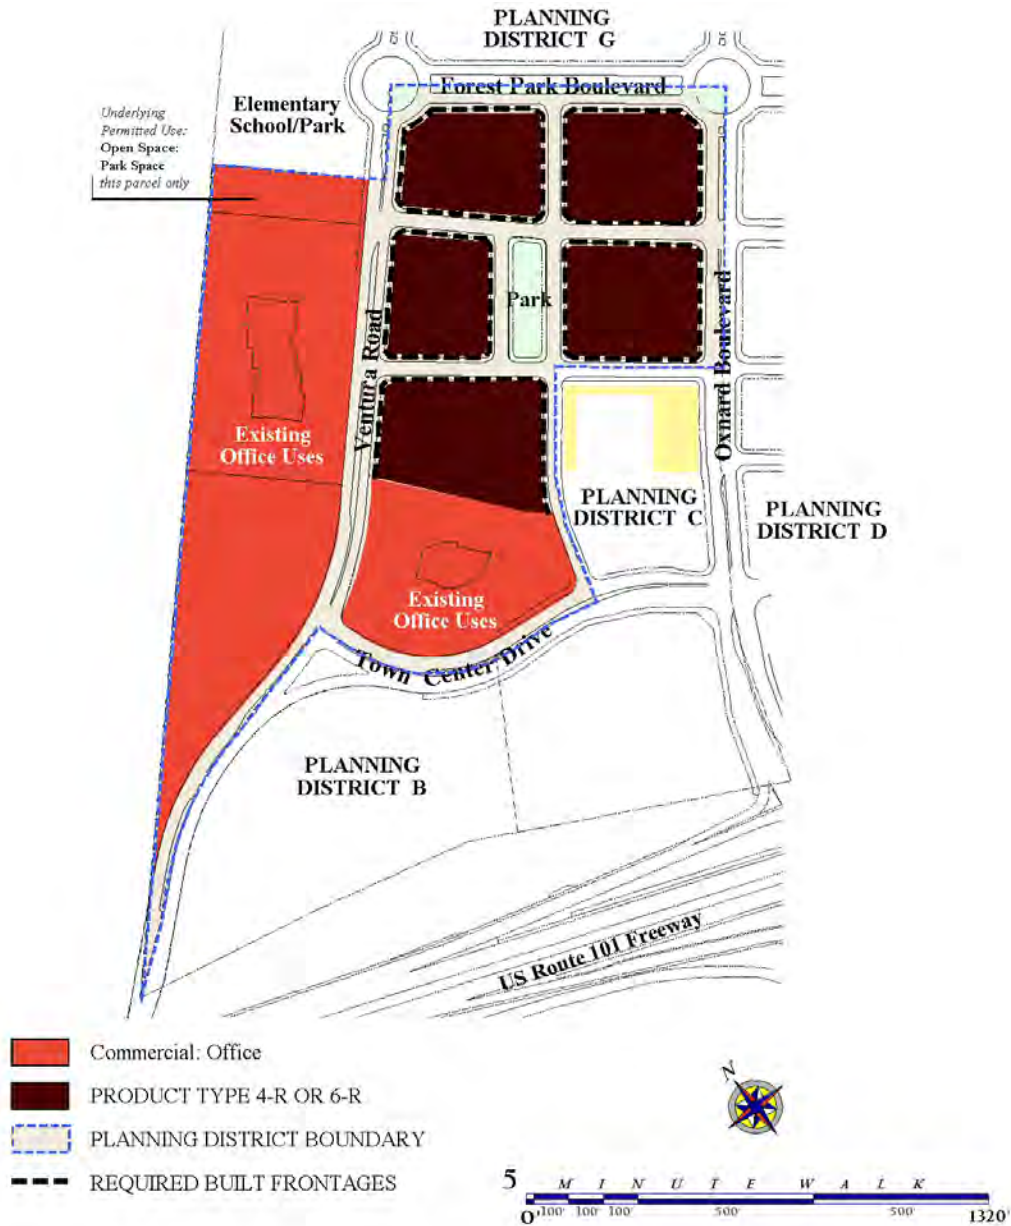 PLANNING
DISTRICT G
Forest Park Boulevard
Elementary
School/Park
Underlying
Permitted Use:
Open Space:
Park Space
this parcel only
Park
Ventura Road
Oxnard Boulevard
Existing
Office Uses
PLANNING
DISTRICT C
PLANNING
DISTRICT D
Existing
Office Uses
Town Center Drive
PLANNING
DISTRICT B
US Route 101 Freeway
Commercial: Office
PRODUCT TYPE 4-R OR 6-R
PLANNING DISTRICT BOUNDARY
REQUIRED BUILT FRONTAGES
N
5 MINUTE WALK
0' 100' 100' 100' 500' 500' 1320'